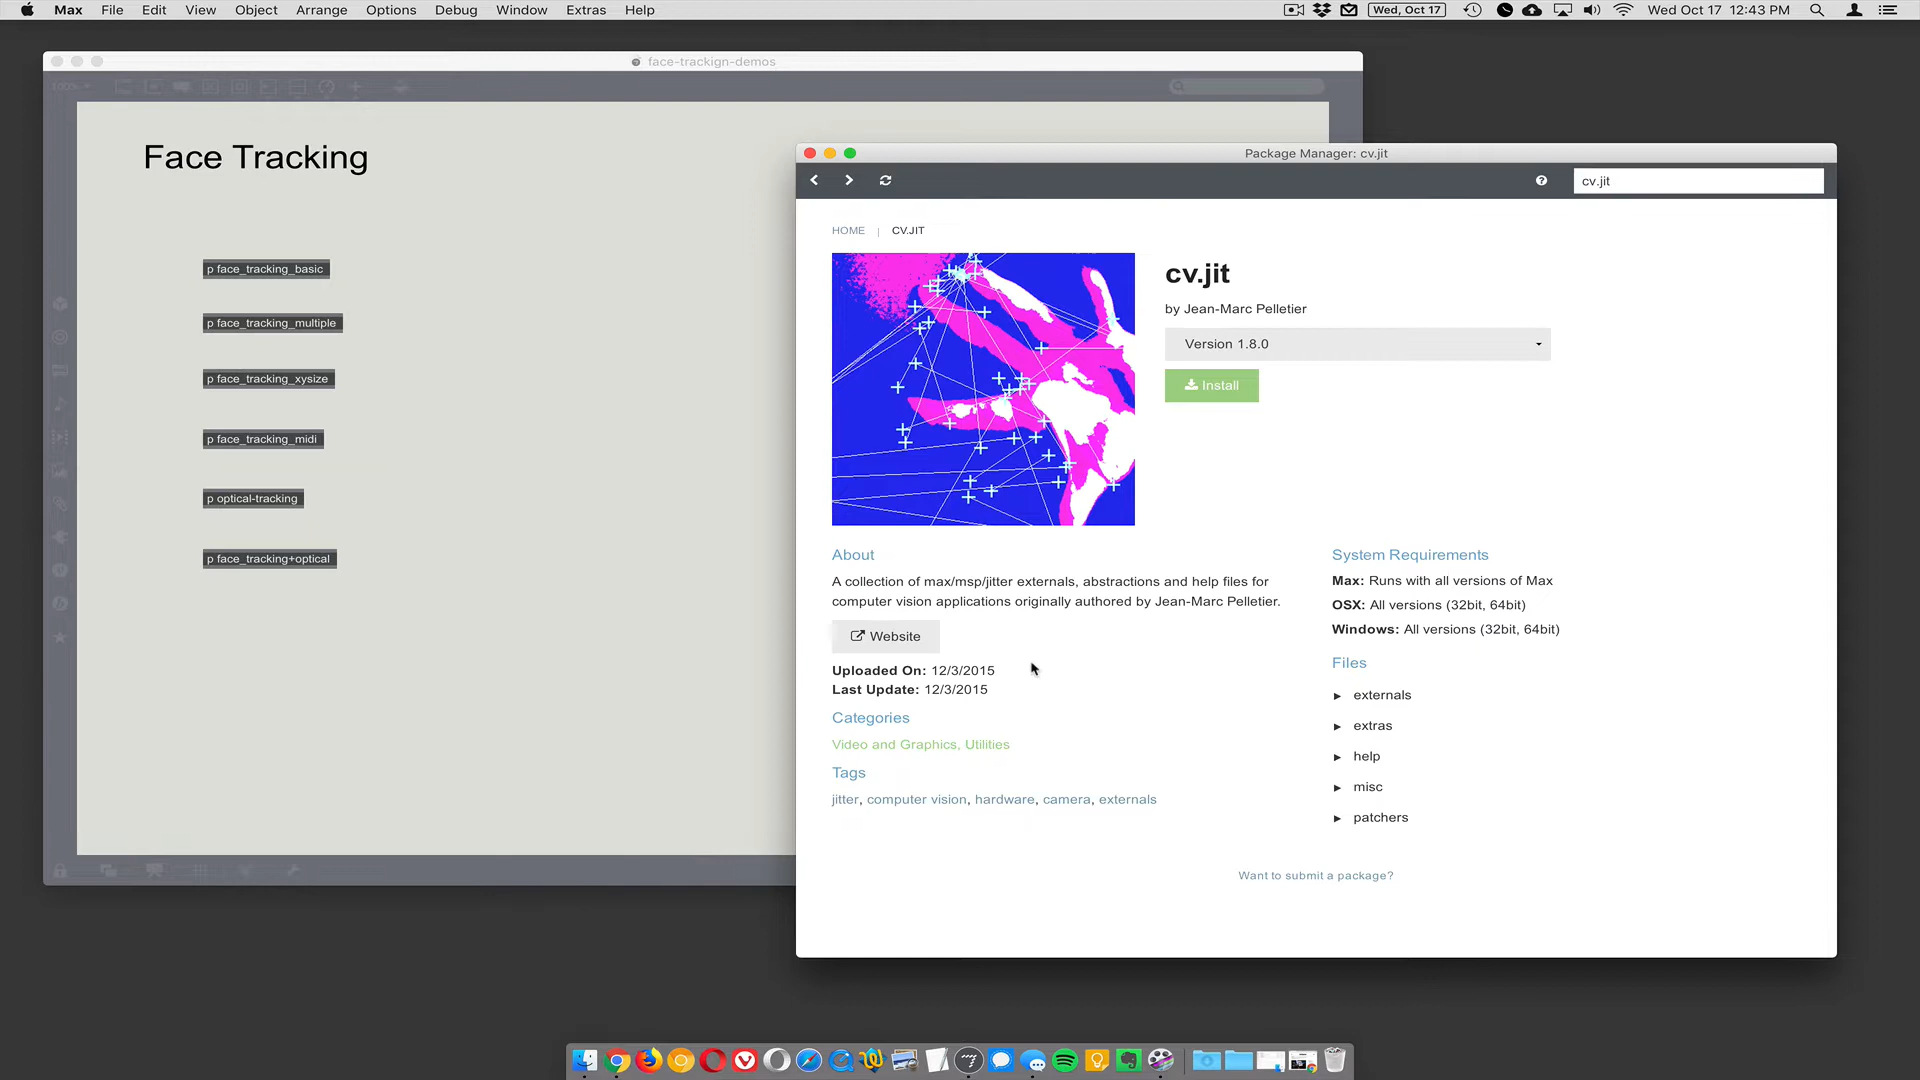 Max File Edit View Object Arrange Options Debug Window Extras Help
Wed, Oct 17
Wed Oct 17 12:43 PM
face-trackign-demos
Face Tracking
p face_tracking_basic
p face_tracking_multiple
p face_tracking_xysize
p face_tracking_midi
p optical-tracking
p face_tracking+optical
Package Manager: cv.jit
cv.jit
HOME | CV.JIT
cv.jit
by Jean-Marc Pelletier
Version 1.8.0
Install
About
A collection of max/msp/jitter externals, abstractions and help files for
computer vision applications originally authored by Jean-Marc Pelletier.
Website
Uploaded On: 12/3/2015
Last Update: 12/3/2015
Categories
Video and Graphics, Utilities
Tags
jitter, computer vision, hardware, camera, externals
System Requirements
Max: Runs with all versions of Max
OSX: All versions (32bit, 64bit)
Windows: All versions (32bit, 64bit)
Files
externals
extras
help
misc
patchers
Want to submit a package?